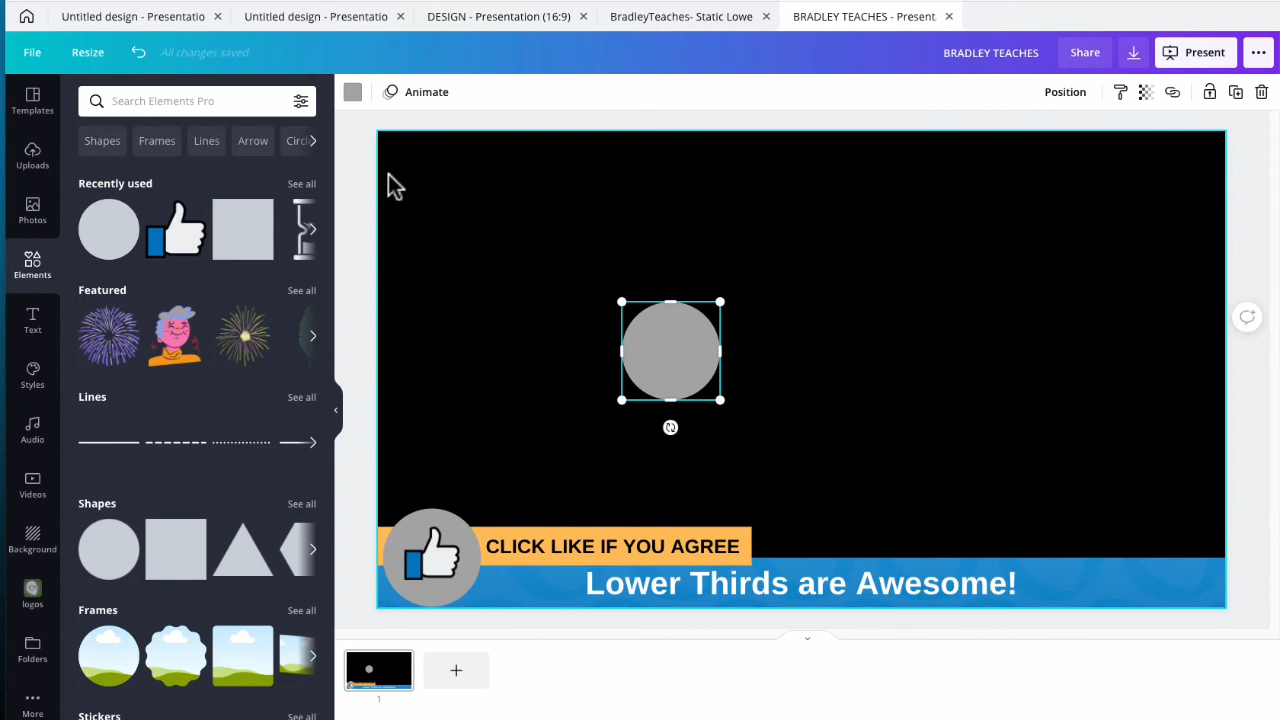 Untitled design - Presentatio
Untitled design - Presentatio
DESIGN - Presentation (16:9)
BradleyTeaches- Static Lowe
BRADLEY TEACHES - Present
File
Resize
All changes saved
BRADLEY TEACHES
Share
Present
Templates
Uploads
Photos
Elements
Text
Styles
Audio
Videos
Background
logos
Folders
More
Search Elements Pro
Shapes
Frames
Lines
Arrow
Circl
Recently used
See all
Featured
See all
Lines
See all
Shapes
See all
Frames
See all
Stickers
See all
Animate
Position
CLICK LIKE IF YOU AGREE
Lower Thirds are Awesome!
1